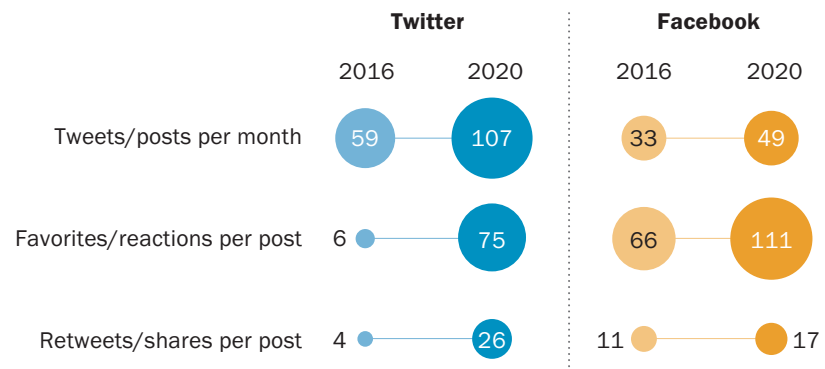 Twitter Facebook
2016 2020 2016 2020
Tweets/posts per month 59 107 33 49
Favorites/reactions per post 6 75 66 111
Retweets/shares per post 4 26 11 17